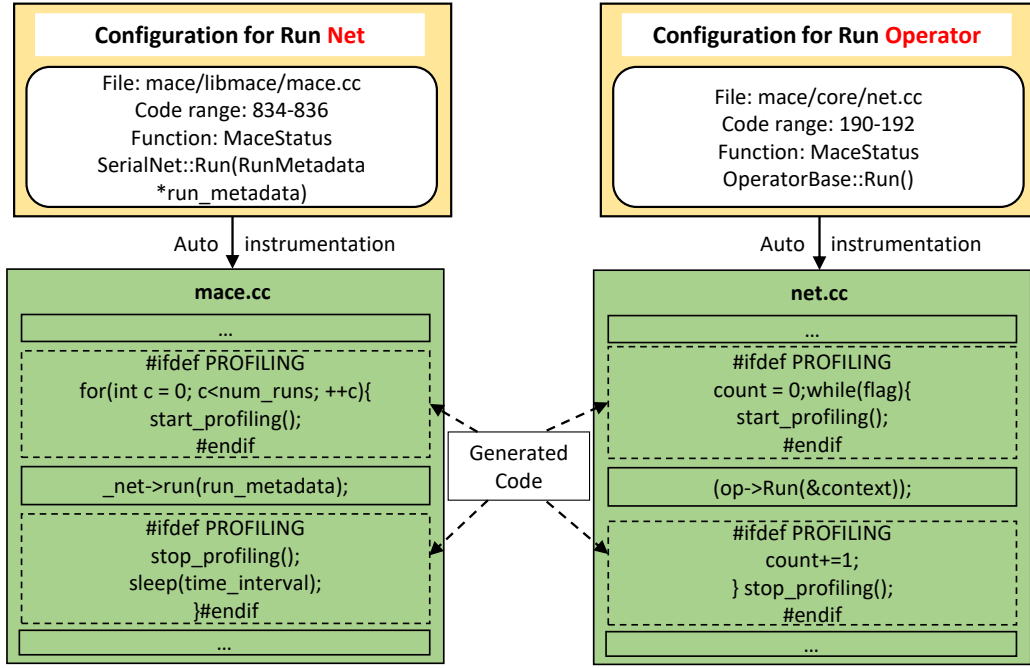 Configuration for Run Net
File: mace/libmace/mace.cc
Code range: 834-836
Function: MaceStatus
SerialNet::Run(RunMetadata
*run_metadata)
Auto instrumentation
mace.cc
...
#ifdef PROFILING
for(int c = 0; c<num_runs; ++c){
start_profiling();
#endif
_net->run(run_metadata);
#ifdef PROFILING
stop_profiling();
sleep(time_interval);
}#endif
...
Generated
Code
Configuration for Run Operator
File: mace/core/net.cc
Code range: 190-192
Function: MaceStatus
OperatorBase::Run()
Auto instrumentation
net.cc
...
#ifdef PROFILING
count = 0;while(flag){
start_profiling();
#endif
(op->Run(&context));
#ifdef PROFILING
count+=1;
} stop_profiling();
#endif
...